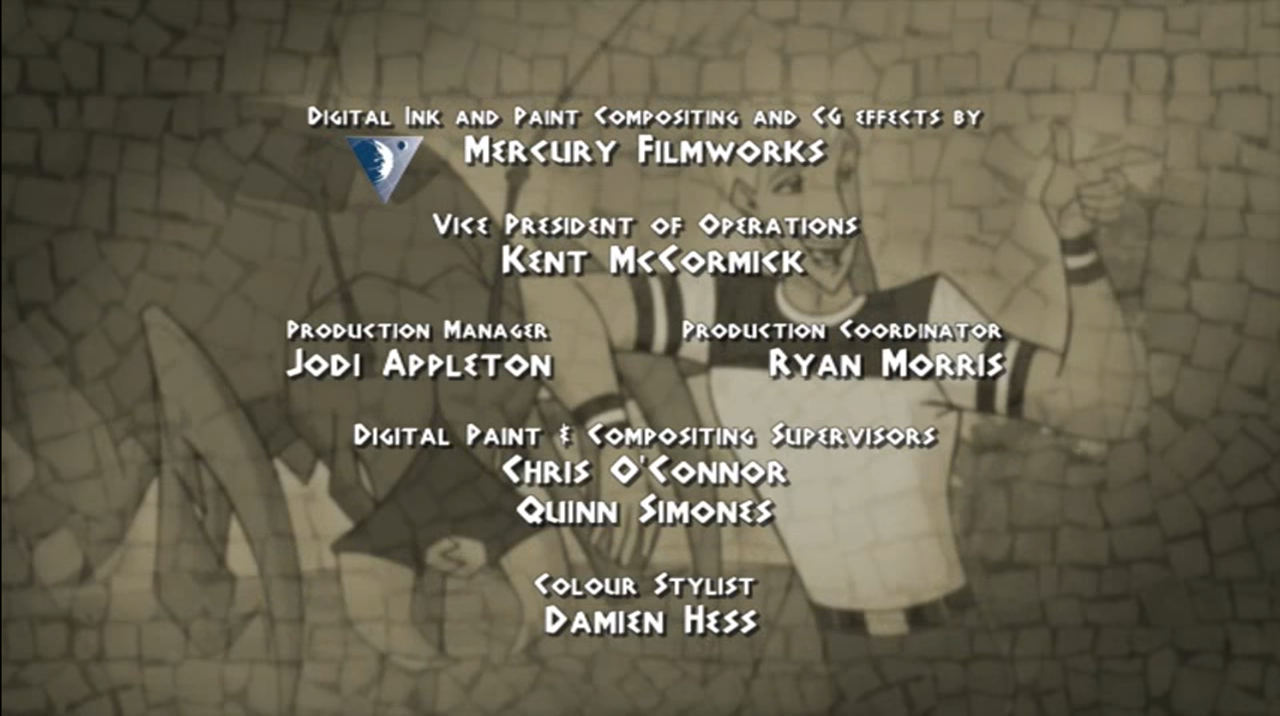 Digital Ink and Paint Compositing and CG effects by
Mercury Filmworks
Vice President of Operations
Kent McCormick
Production Manager
Jodi Appleton
Production Coordinator
Ryan Morris
Digital Paint & Compositing Supervisors
Chris O'Connor
Quinn Simones
Colour Stylist
Damien Hess